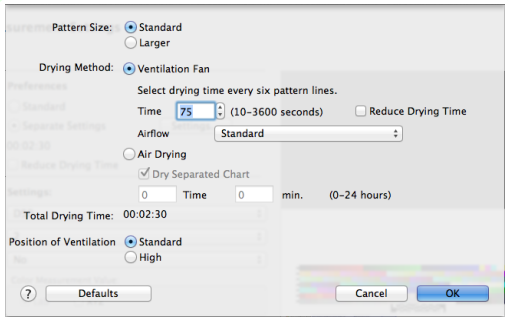 Pattern Size: Standard
Larger
Drying Method: Ventilation Fan
Select drying time every six pattern lines.
Time 75 (10-3600 seconds) Reduce Drying Time
Airflow Standard
Air Drying
Dry Separated Chart
0 Time 0 min. (0-24 hours)
Total Drying Time: 00:02:30
Position of Ventilation Standard
High
? Defaults Cancel OK